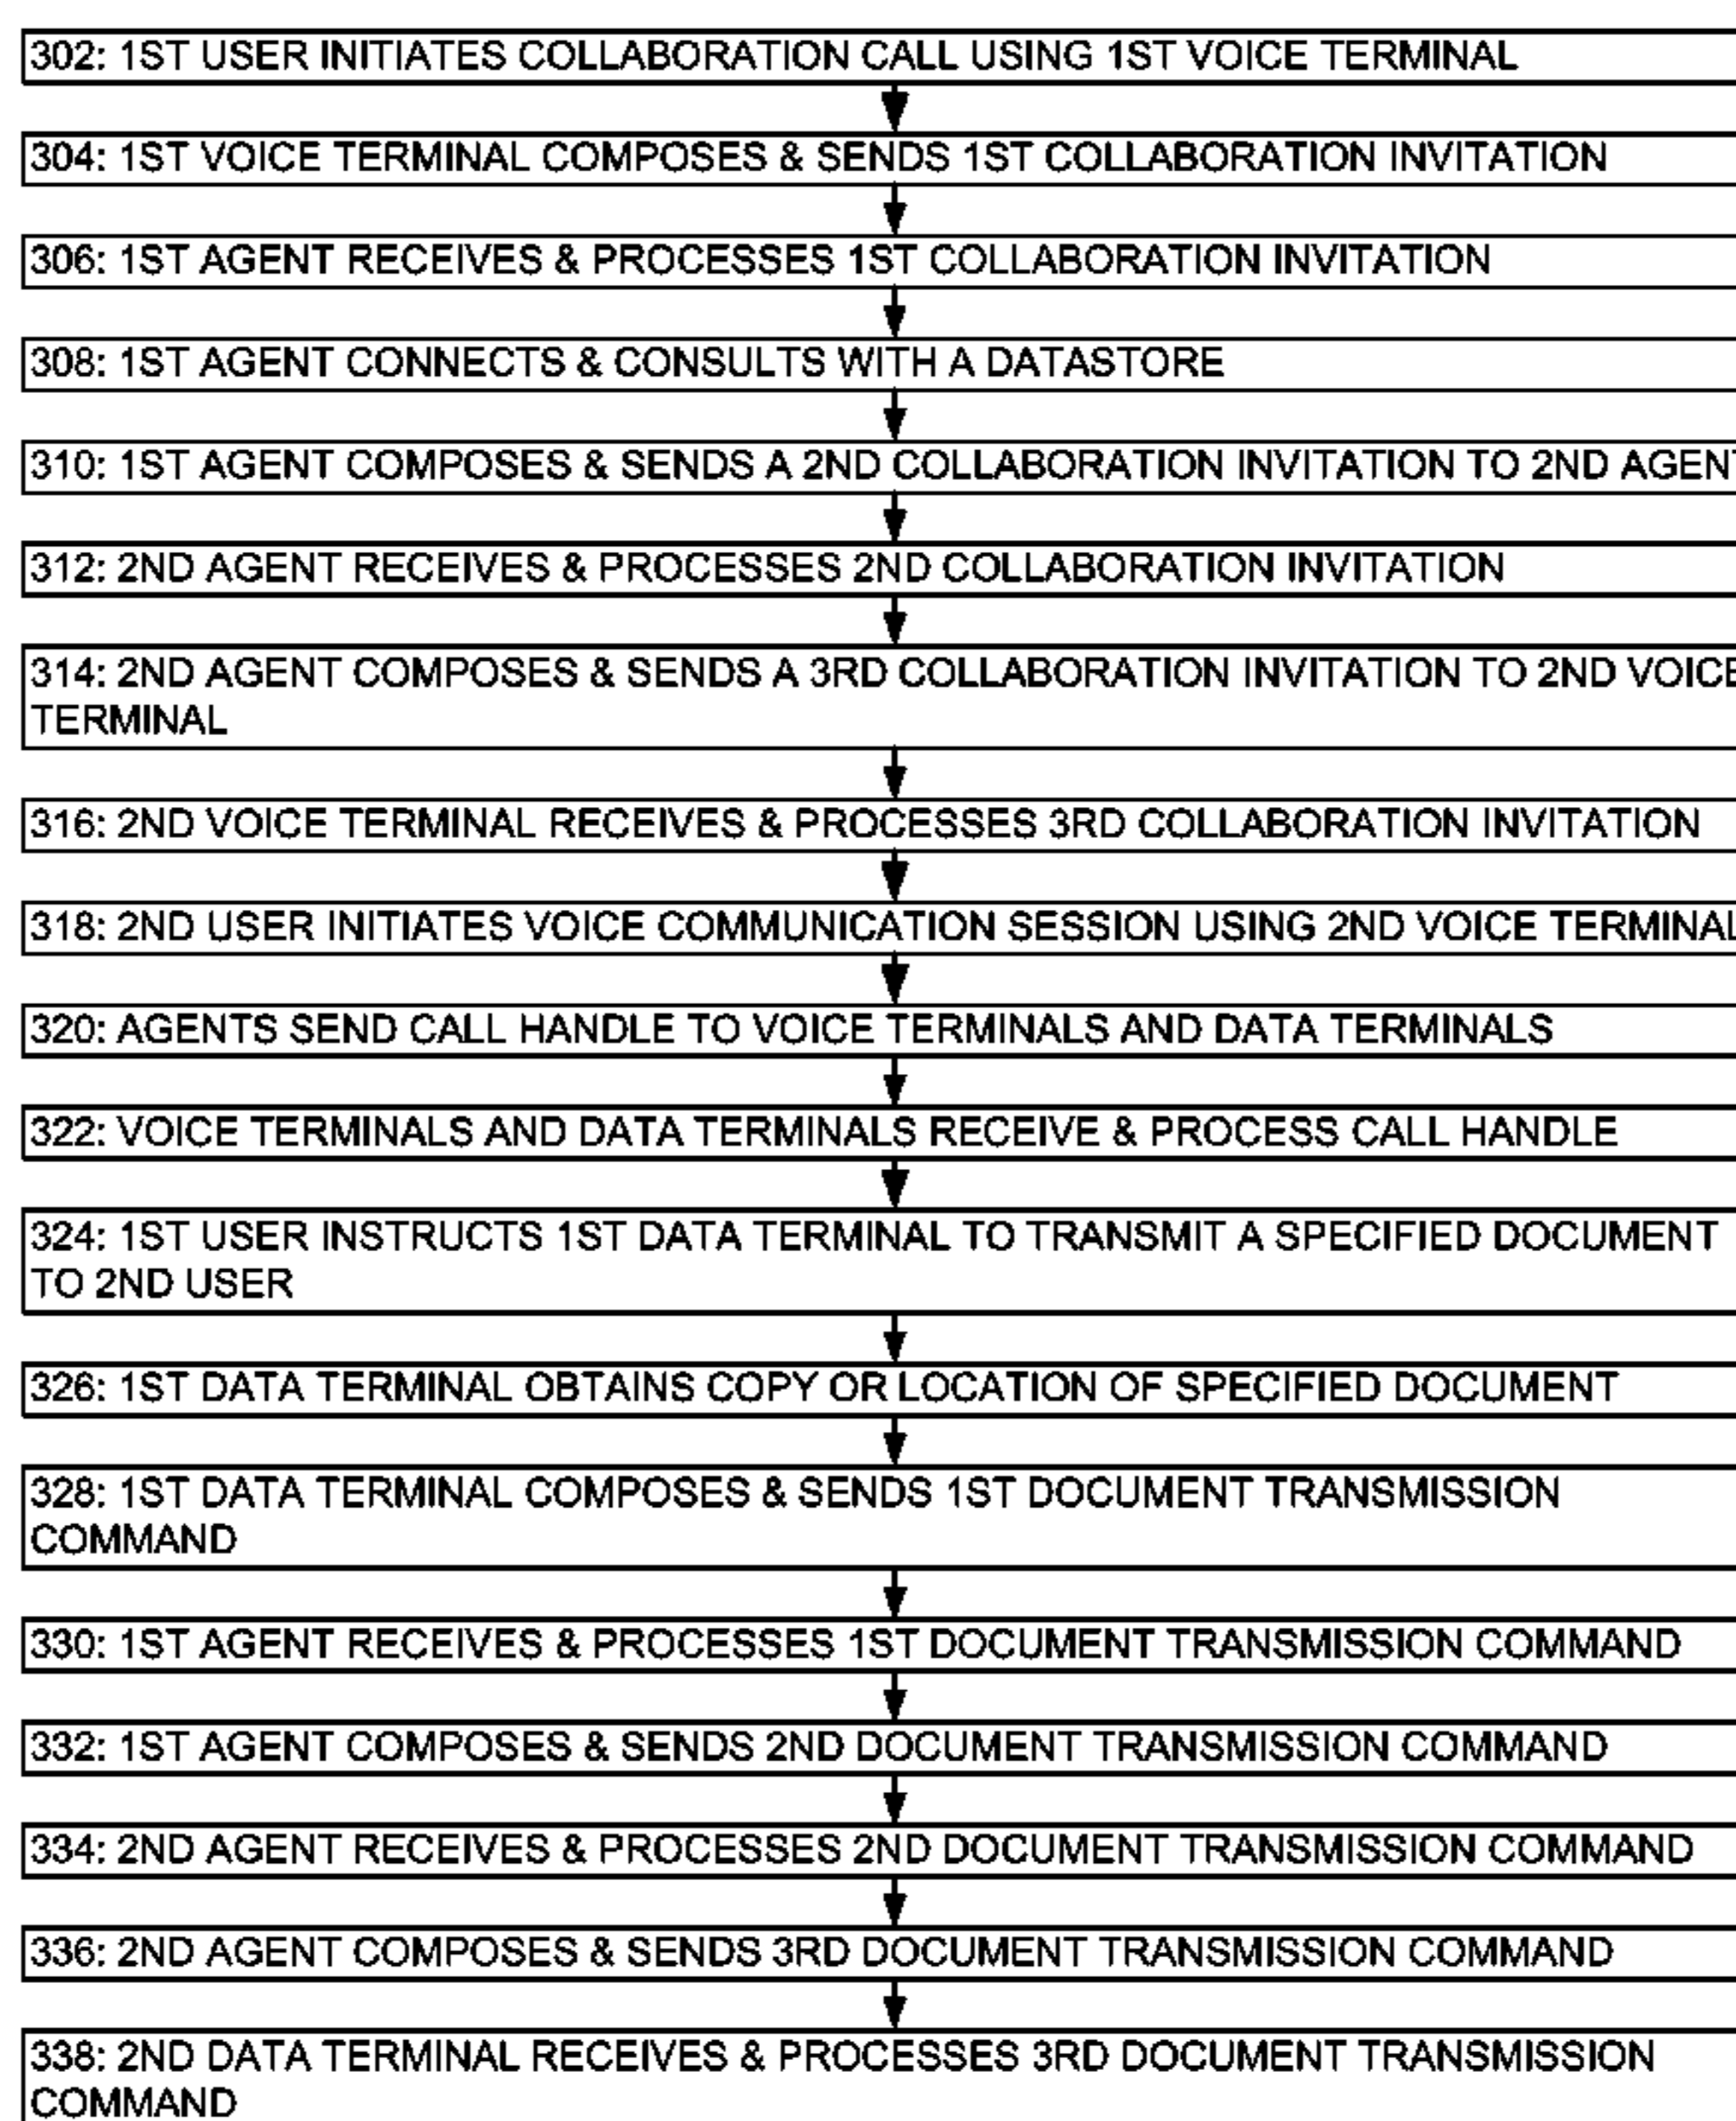 302: 1ST USER INITIATES COLLABORATION CALL USING 1ST VOICE TERMINAL
304: 1ST VOICE TERMINAL COMPOSES & SENDS 1ST COLLABORATION INVITATION
306: 1ST AGENT RECEIVES & PROCESSES 1ST COLLABORATION INVITATION
308: 1ST AGENT CONNECTS & CONSULTS WITH A DATASTORE
310: 1ST AGENT COMPOSES & SENDS A 2ND COLLABORATION INVITATION TO 2ND AGENT
312: 2ND AGENT RECEIVES & PROCESSES 2ND COLLABORATION INVITATION
314: 2ND AGENT COMPOSES & SENDS A 3RD COLLABORATION INVITATION TO 2ND VOICE
TERMINAL
316: 2ND VOICE TERMINAL RECEIVES & PROCESSES 3RD COLLABORATION INVITATION
318: 2ND USER INITIATES VOICE COMMUNICATION SESSION USING 2ND VOICE TERMINAL
320: AGENTS SEND CALL HANDLE TO VOICE TERMINALS AND DATA TERMINALS
322: VOICE TERMINALS AND DATA TERMINALS RECEIVE & PROCESS CALL HANDLE
324: 1ST USER INSTRUCTS 1ST DATA TERMINAL TO TRANSMIT A SPECIFIED DOCUMENT
TO 2ND USER
326: 1ST DATA TERMINAL OBTAINS COPY OR LOCATION OF SPECIFIED DOCUMENT
328: 1ST DATA TERMINAL COMPOSES & SENDS 1ST DOCUMENT TRANSMISSION
COMMAND
330: 1ST AGENT RECEIVES & PROCESSES 1ST DOCUMENT TRANSMISSION COMMAND
332: 1ST AGENT COMPOSES & SENDS 2ND DOCUMENT TRANSMISSION COMMAND
334: 2ND AGENT RECEIVES & PROCESSES 2ND DOCUMENT TRANSMISSION COMMAND
336: 2ND AGENT COMPOSES & SENDS 3RD DOCUMENT TRANSMISSION COMMAND
338: 2ND DATA TERMINAL RECEIVES & PROCESSES 3RD DOCUMENT TRANSMISSION
COMMAND